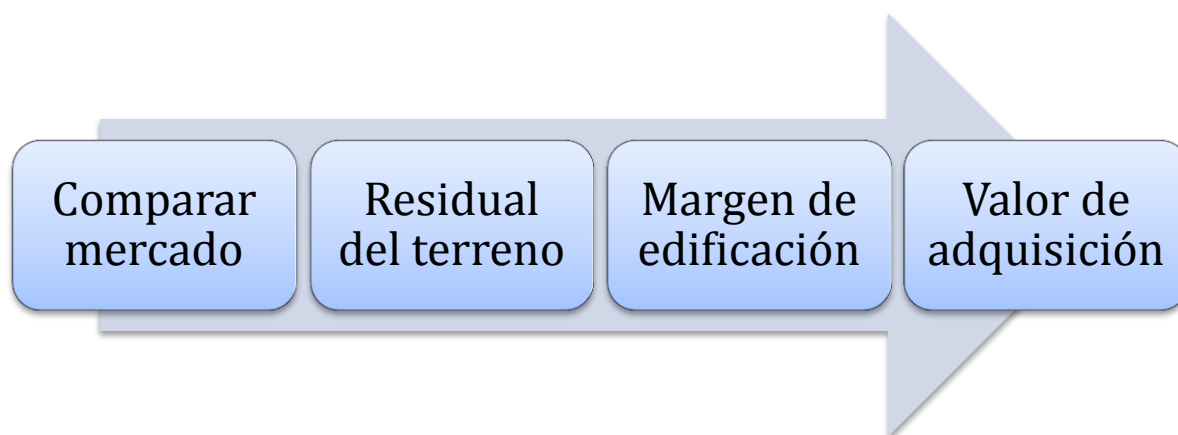 Comparar
mercado
Residual
del terreno
Margen de
edificación
Valor de
adquisición